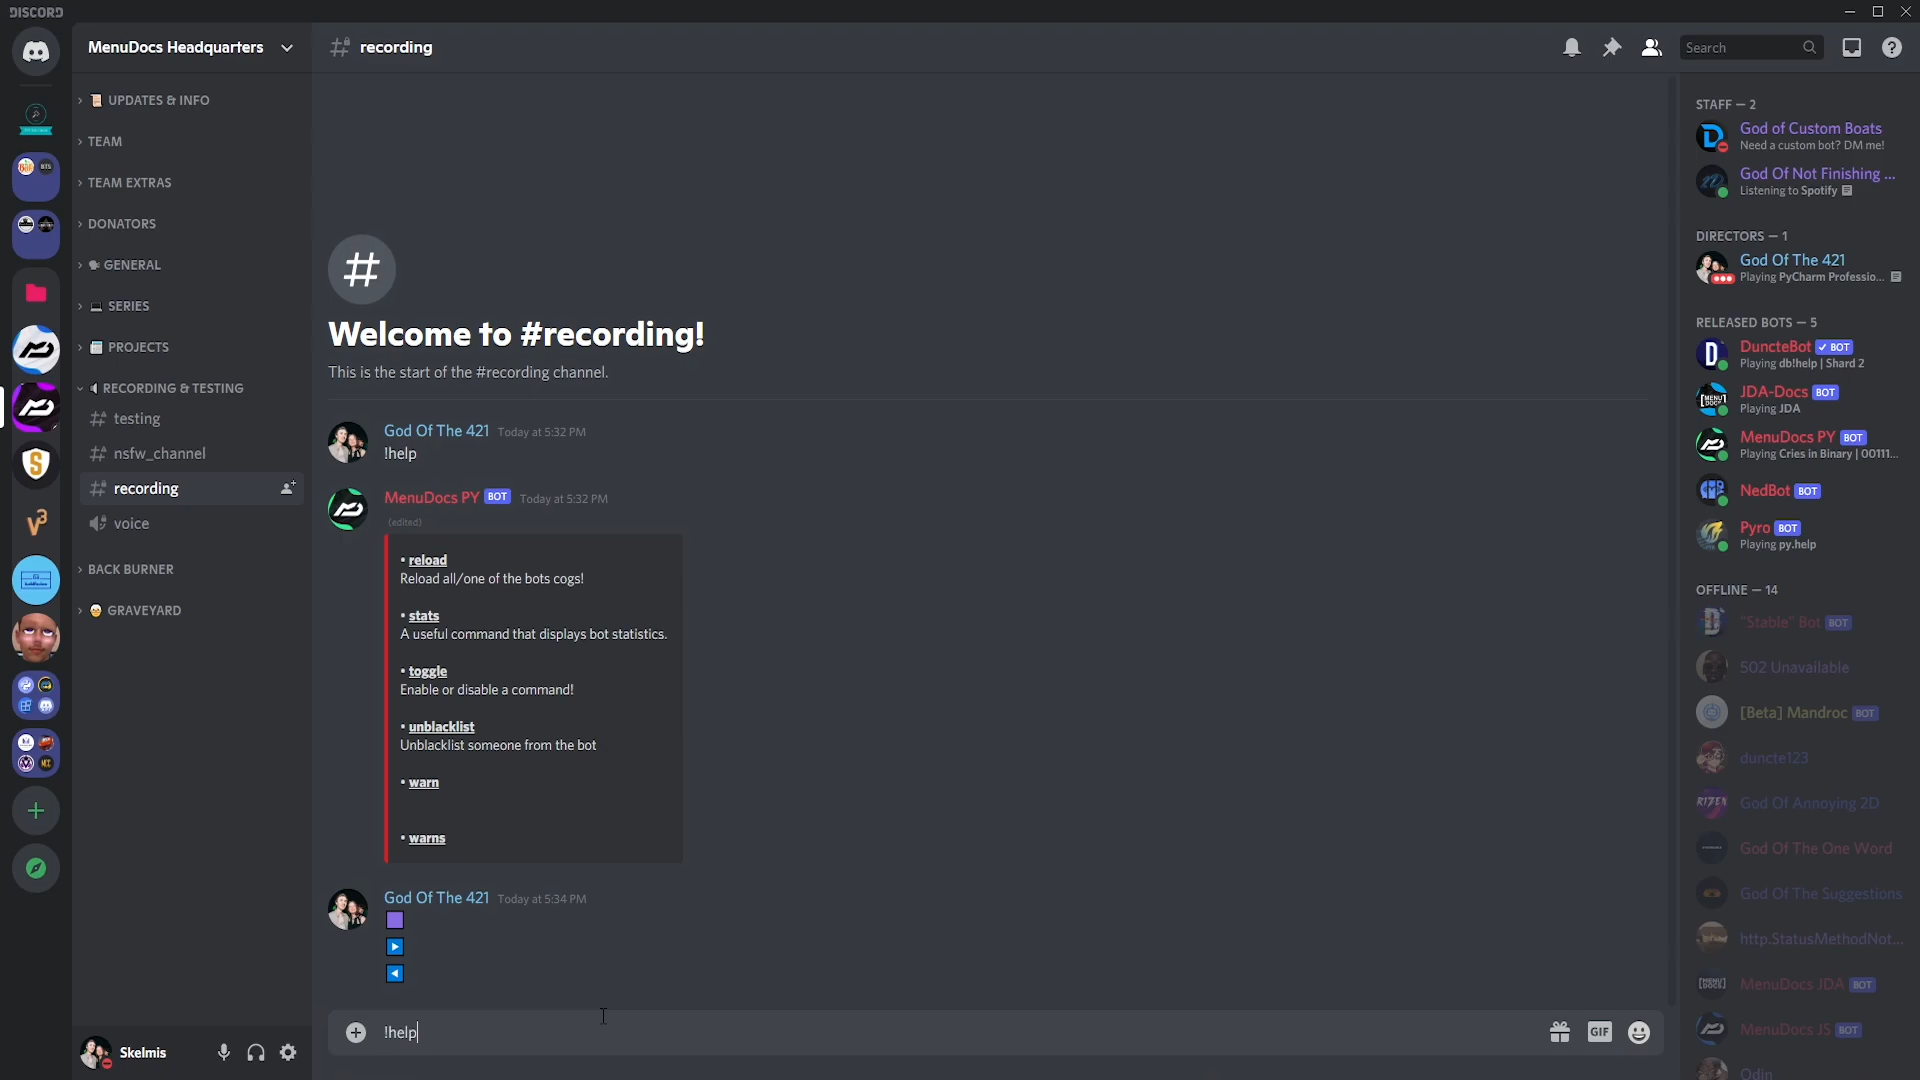 DISCORD
MenuDocs Headquarters
UPDATES & INFO
TEAM
TEAM EXTRAS
DONATORS
GENERAL
SERIES
PROJECTS
RECORDING & TESTING
testing
nsfw_channel
recording
voice
BACK BURNER
GRAVEYARD
Skelmis
recording
Search
Welcome to #recording!
This is the start of the #recording channel.
God Of The 421 Today at 5:32 PM
!help
MenuDocs PY BOT Today at 5:32 PM
(edited)
• reload
Reload all/one of the bots cogs!
• stats
A useful command that displays bot statistics.
• toggle
Enable or disable a command!
• unblacklist
Unblacklist someone from the bot
• warn
• warns
God Of The 421 Today at 5:34 PM
!help
GIF
STAFF — 2
God of Custom Boats
Need a custom bot? DM me!
God Of Not Finishing ...
Listening to Spotify
DIRECTORS — 1
God Of The 421
Playing PyCharm Professio...
RELEASED BOTS — 5
DuncteBot ✓ BOT
Playing db!help | Shard 2
JDA-Docs BOT
Playing JDA
MenuDocs PY BOT
Playing Cries in Binary | 00111...
NedBot BOT
Pyro BOT
Playing py.help
OFFLINE — 14
"Stable" Bot BOT
502 Unavailable
[Beta] Mandroc BOT
duncte123
God Of Annoying 2D
God Of The One Word
God Of The Suggestions
http.StatusMethodNot...
MenuDocs JDA BOT
MenuDocs JS BOT
Odin